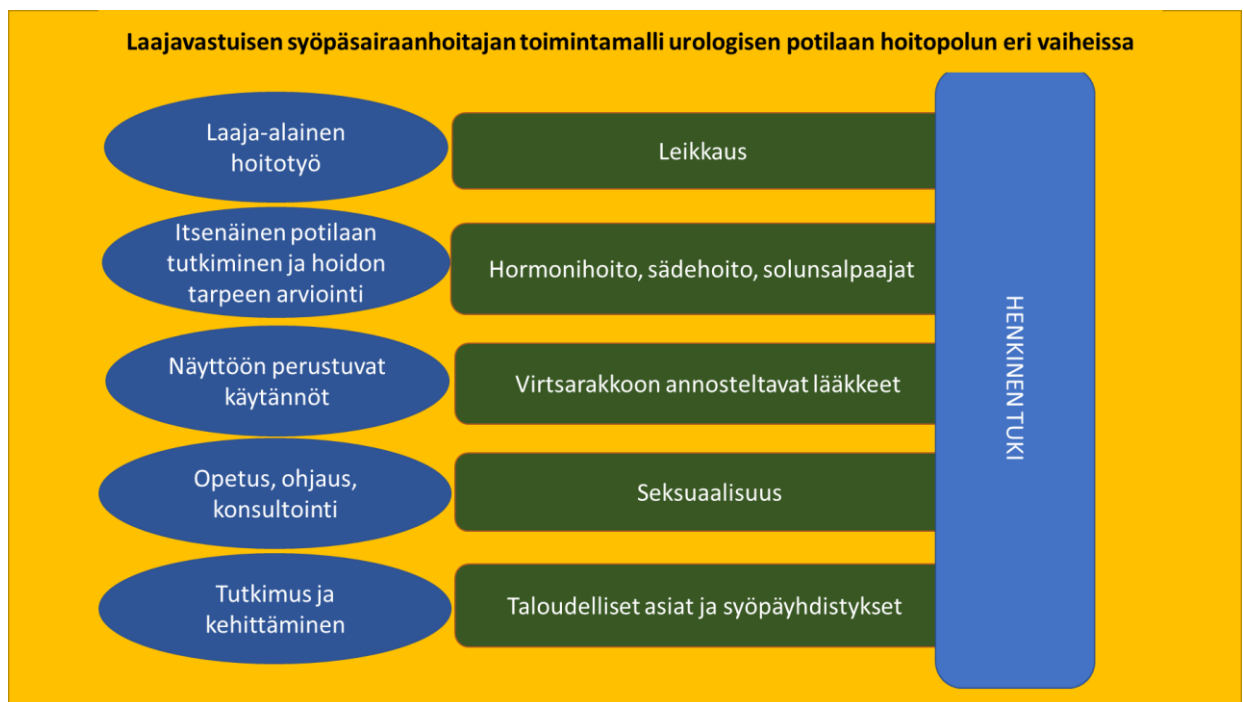 Laajavastuisen syöpäsairaanhoitajan toimintamalli urologisen potilaan hoitopolun eri vaiheissa
Laaja-alainen
hoitotyö
Leikkaus
Itsenäinen potilaan
tutkiminen ja hoidon
tarpeen arviointi
Hormonihoito, sädehoito, solunsalpaajat
Näyttöön perustuvat
käytännöt
Virtsarakkoon annosteltavat lääkkeet
Opetus, ohjaus,
konsultointi
Seksuaalisuus
Tutkimus ja
kehittäminen
Taloudelliset asiat ja syöpäyhdistykset
HENKINEN TUKI